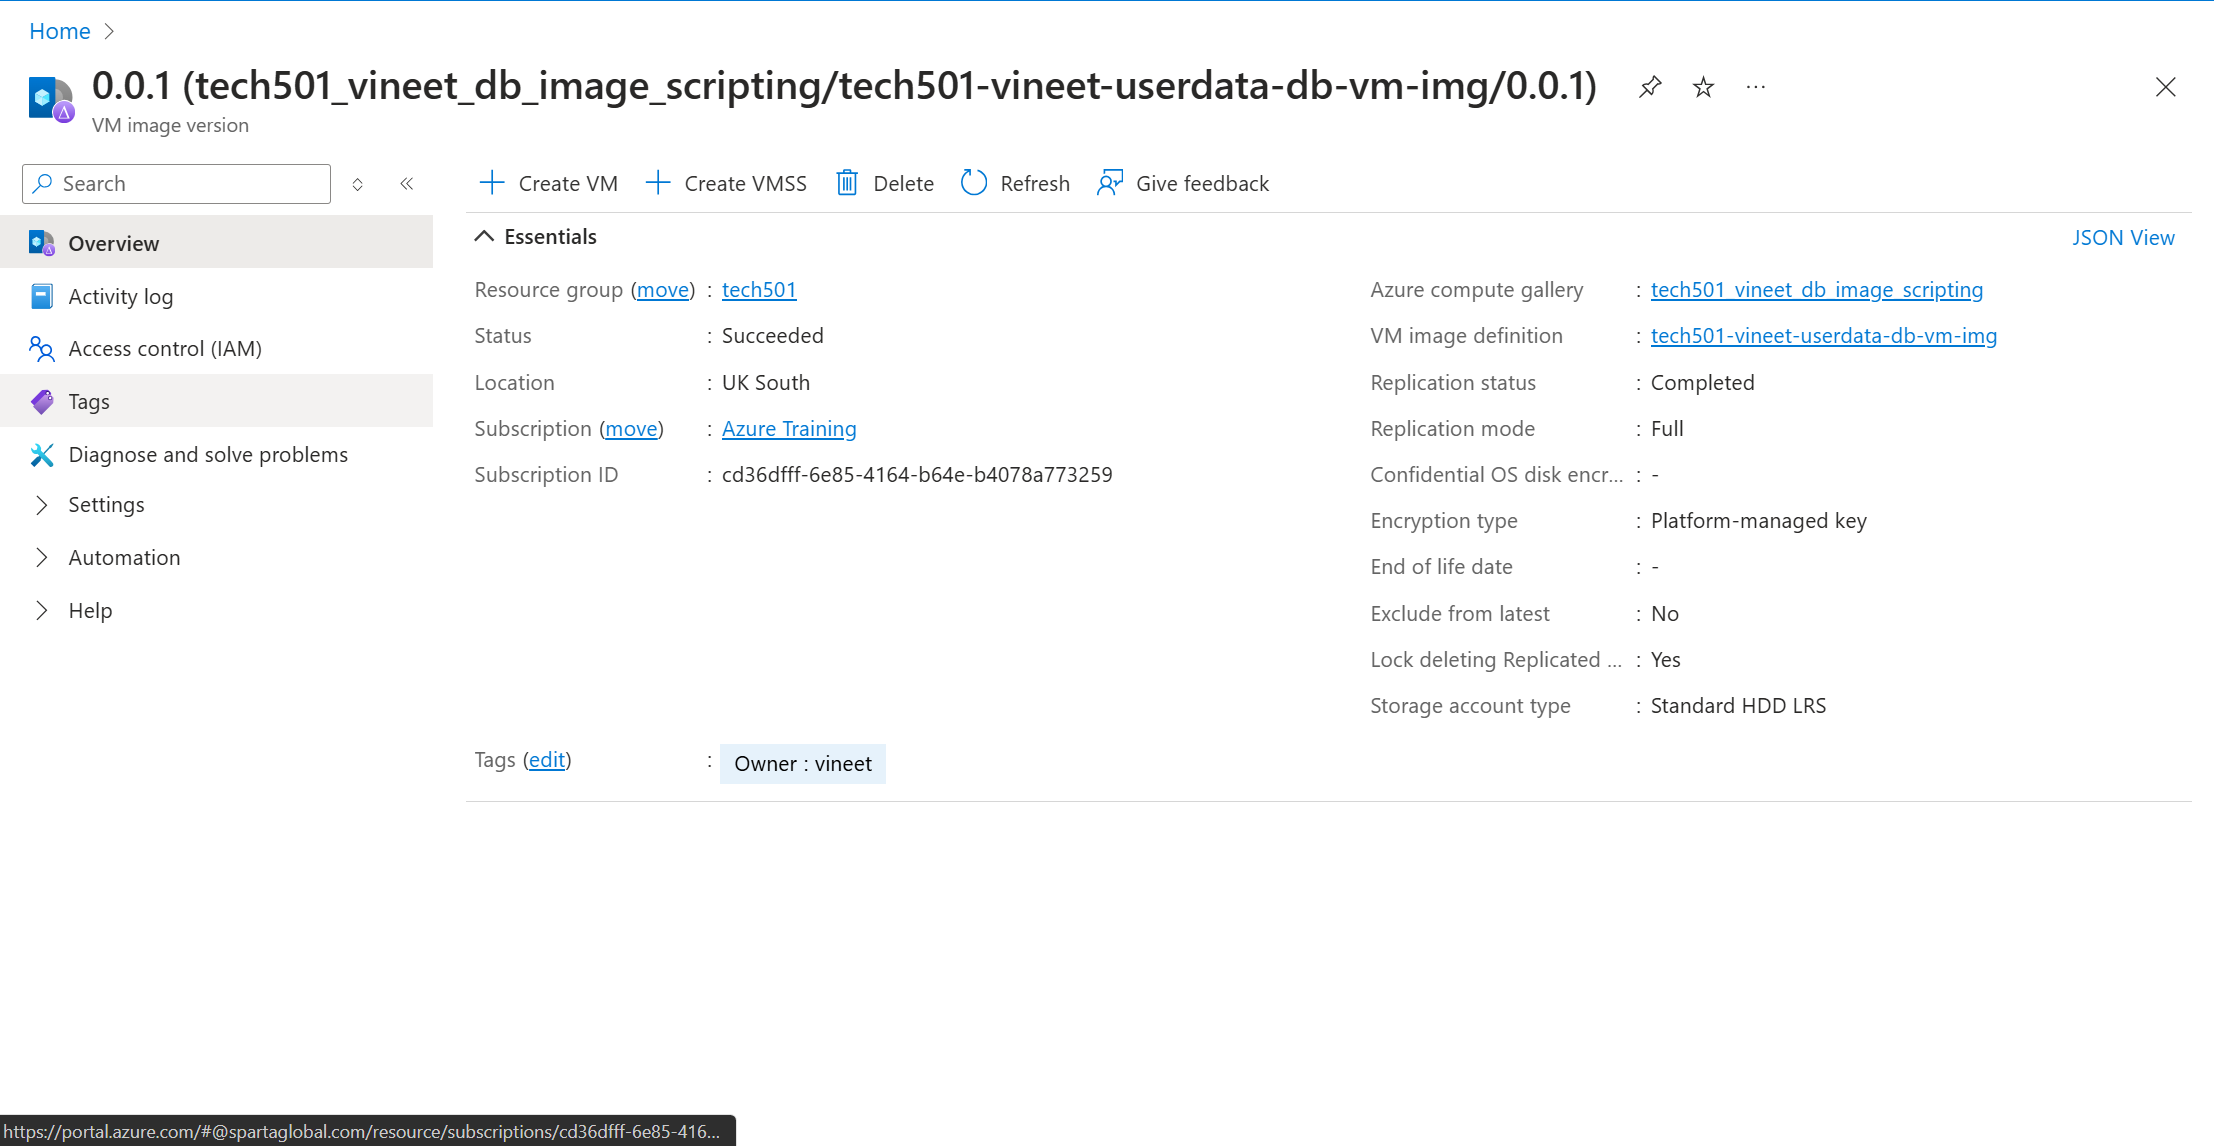 Home
0.0.1 (tech501_vineet_db_image_scripting/tech501-vineet-userdata-db-vm-img/0.0.1)
VM image version
Search
Create VM
Create VMSS
Delete
Refresh
Give feedback
Overview
Activity log
Access control (IAM)
Tags
Diagnose and solve problems
Settings
Automation
Help
Essentials
JSON View
Resource group (move) : tech501
Status : Succeeded
Location : UK South
Subscription (move) : Azure Training
Subscription ID : cd36dfff-6e85-4164-b64e-b4078a773259
Azure compute gallery : tech501_vineet_db_image_scripting
VM image definition : tech501-vineet-userdata-db-vm-img
Replication status : Completed
Replication mode : Full
Confidential OS disk encr... : -
Encryption type : Platform-managed key
End of life date : -
Exclude from latest : No
Lock deleting Replicated ... : Yes
Storage account type : Standard HDD LRS
Tags (edit) : Owner : vineet
https://portal.azure.com/#@spartaglobal.com/resource/subscriptions/cd36dfff-6e85-416...